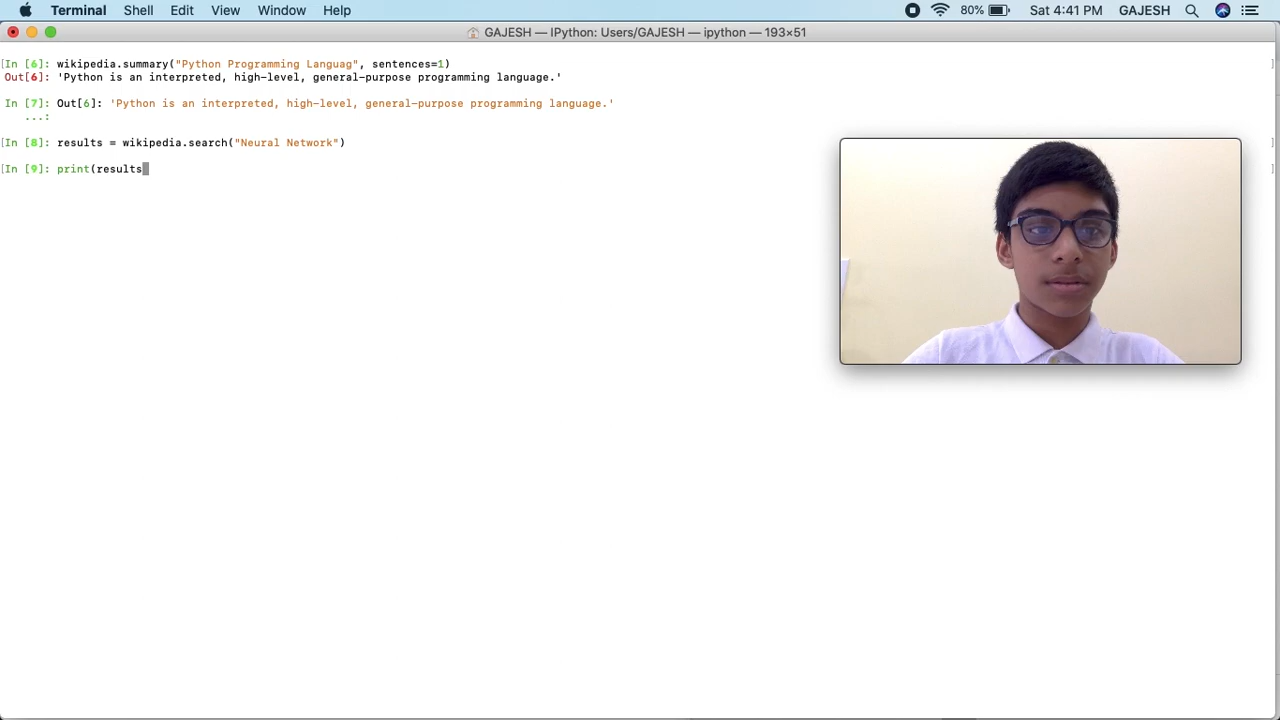 Terminal Shell Edit View Window Help 80% Sat 4:41 PM GAJESH
GAJESH — IPython: Users/GAJESH — ipython — 193×51
[In [6]: wikipedia.summary("Python Programming Languag", sentences=1) ]
Out[6]: 'Python is an interpreted, high-level, general-purpose programming language.'
In [7]: Out[6]: 'Python is an interpreted, high-level, general-purpose programming language.'
...:
[In [8]: results = wikipedia.search("Neural Network") ]
[In [9]: print(results ]